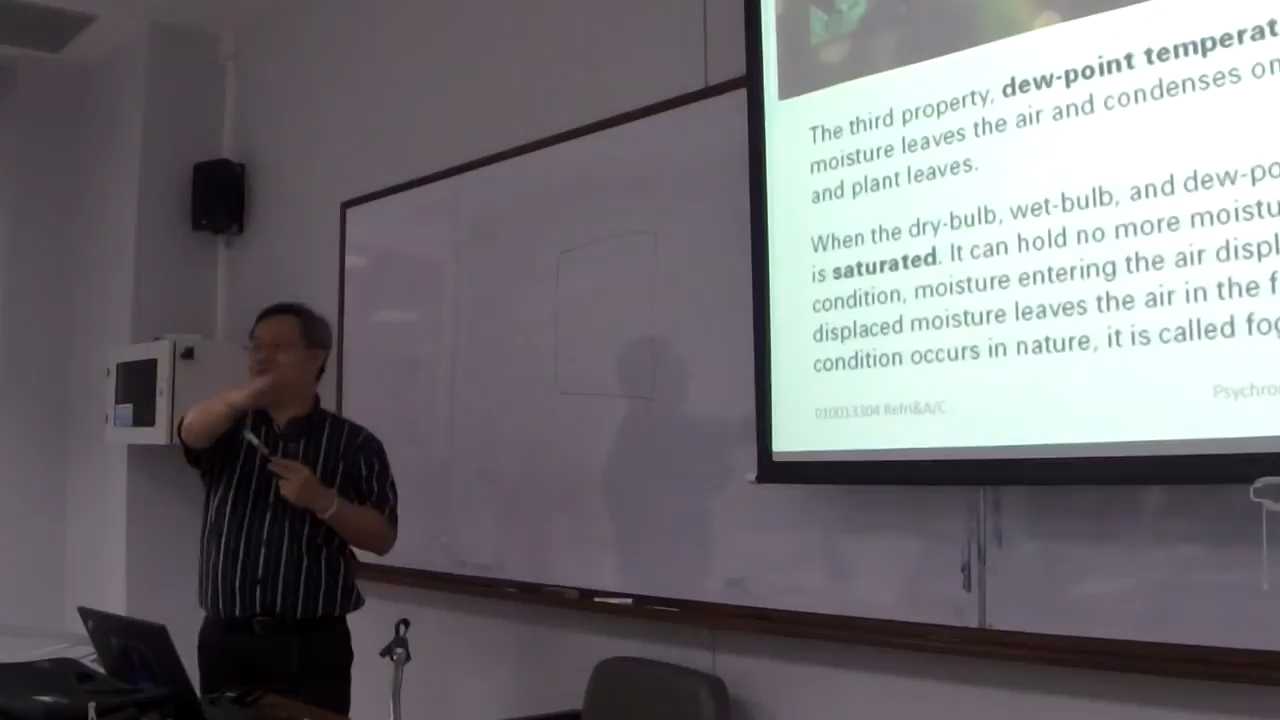 The third property, dew-point temperat
moisture leaves the air and condenses on
and plant leaves.
When the dry-bulb, wet-bulb, and dew-po
is saturated. It can hold no more moistu
condition, moisture entering the air displ
displaced moisture leaves the air in the f
condition occurs in nature, it is called fog
010013304 Refri&A/C
Psychro